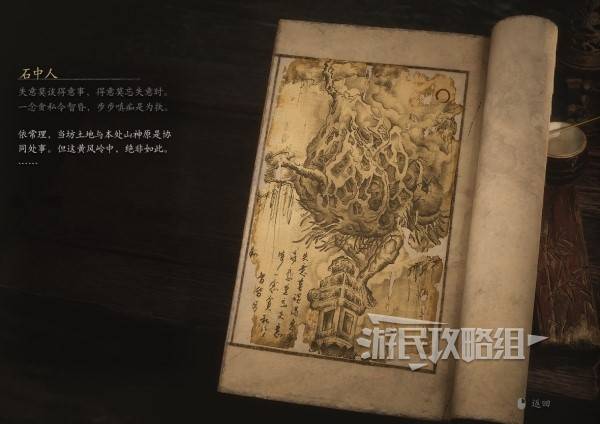 石中人
失意莫谈得意事，得意莫忘失意时。
一念贪私令智昏，步步嗔痴是为执。
依常理，当坊土地与本处山神原是协
同处事。但这黄风岭中，绝非如此。
……
游民攻略组
返回